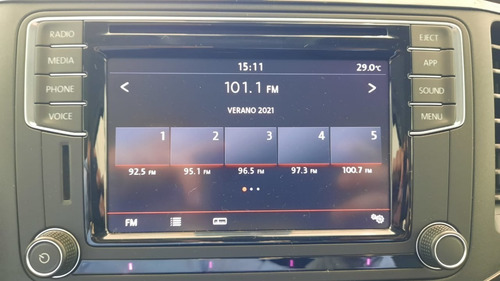 RADIO
MEDIA
PHONE
VOICE
EJECT
APP
SOUND
MENU
15:11
29.0°C
101.1 FM
VERANO 2021
1 2 3 4 5
92.5 FM 95.1 FM 96.5 FM 97.3 FM 100.7 FM
FM